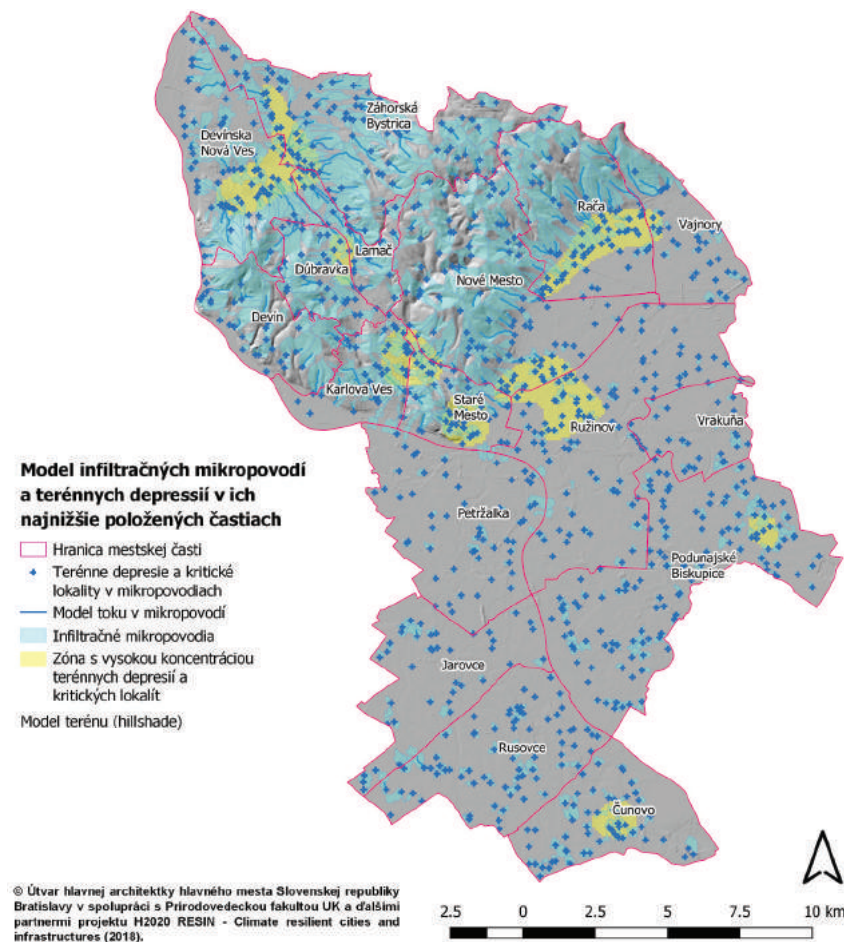 Záhorská
Bystrica
Devínska
Nová Ves
Rača
Vajnory
Lamač
Dúbravka
Nové Mesto
Devín
Karlova Ves
Staré
Mesto
Ružinov
Vrakuňa
Petržalka
Podunajské
Biskupice
Jarovce
Rusovce
Čunovo
Model infiltračných mikropovodí
a terénnych depressií v ich
najnižšie položených častiach
Hranica mestskej časti
Terénne depresie a kritické
lokality v mikropovodiach
Model toku v mikropovodí
Infiltračné mikropovodia
Zóna s vysokou koncentráciou
terénnych depresií a
kritických lokalít
Model terénu (hillshade)
© Útvar hlavnej architektky hlavného mesta Slovenskej republiky
Bratislavy v spolupráci s Prírodovedeckou fakultou UK a ďalšími
partnermi projektu H2020 RESIN - Climate resilient cities and
infrastructures (2018).
2.5 0 2.5 5 7.5 10 km